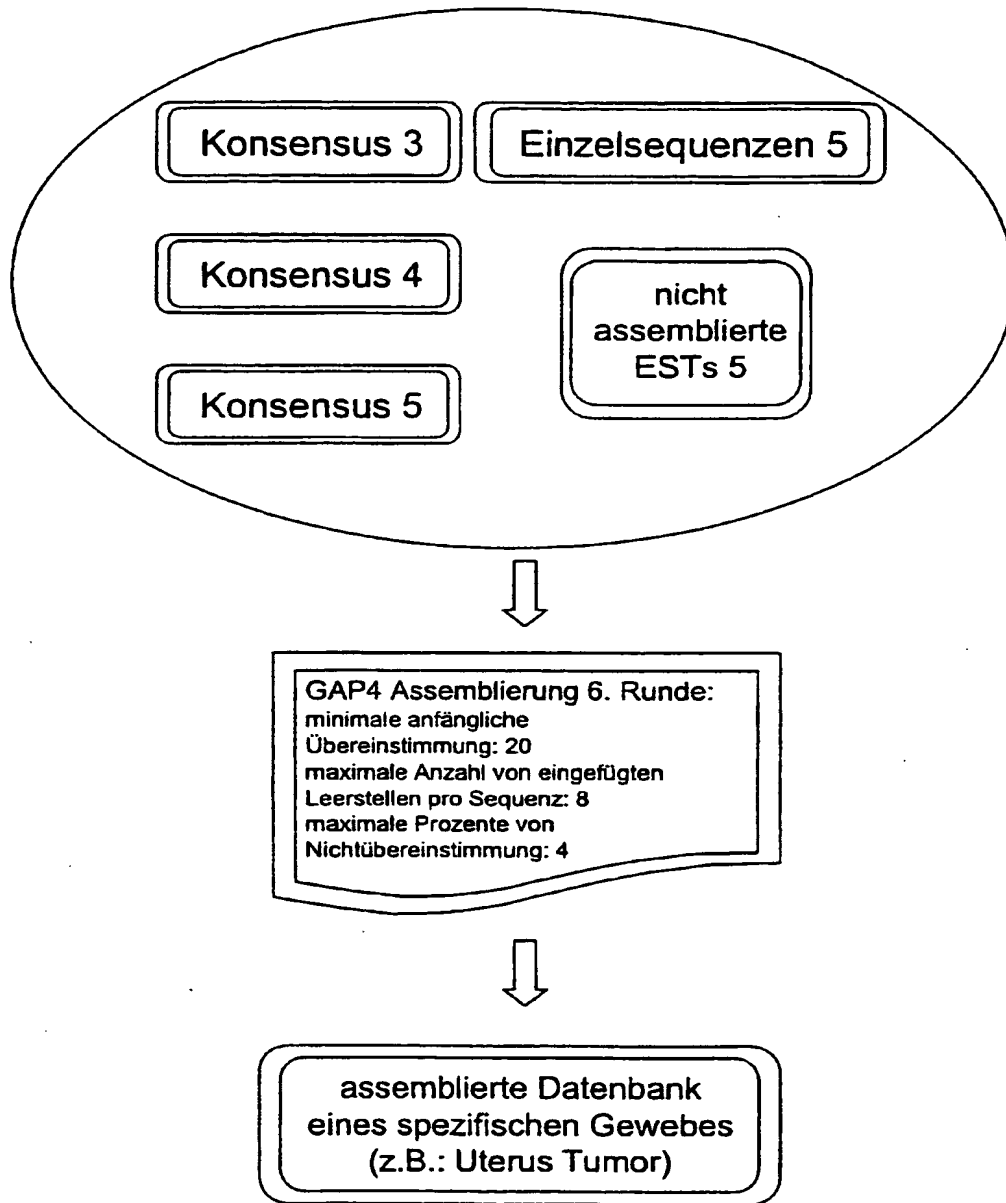 Konsensus 3
Einzelsequenzen 5
Konsensus 4
nicht
assemblierte
ESTs 5
Konsensus 5
GAP4 Assemblierung 6. Runde:
minimale anfängliche
Übereinstimmung: 20
maximale Anzahl von eingefügten
Leerstellen pro Sequenz: 8
maximale Prozente von
Nichtübereinstimmung: 4
assemblierte Datenbank
eines spezifischen Gewebes
(z.B.: Uterus Tumor)